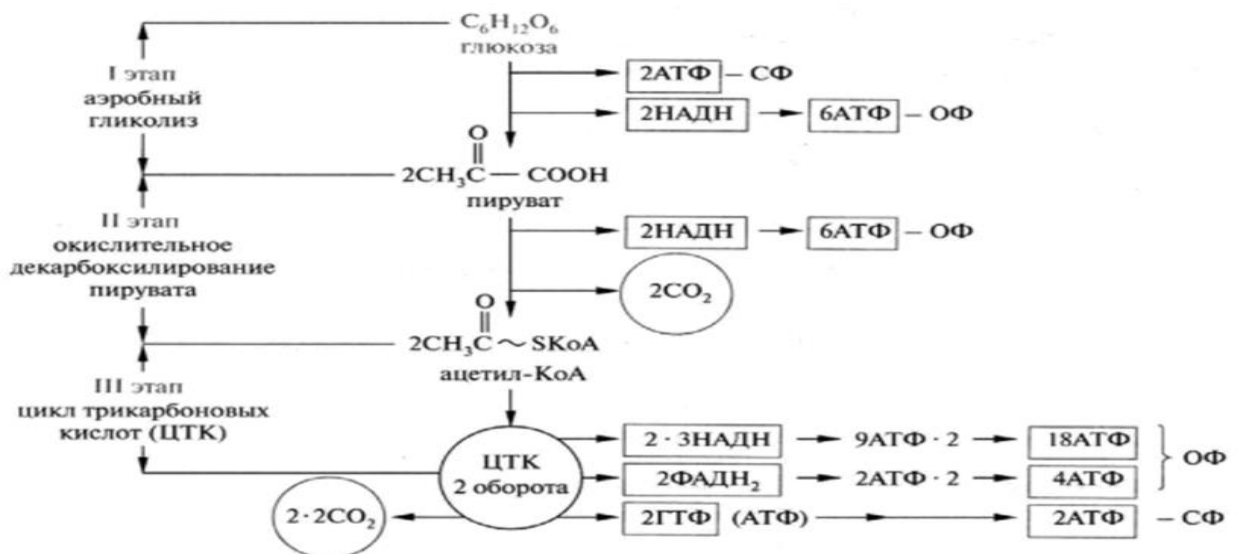 C₆H₁₂O₆
глюкоза
I этап
аэробный
гликолиз
2АТФ – СФ
2НАДН 6АТФ – ОФ
O
2CH₃C — COOH
пируват
II этап
окислительное
декарбоксилирование
пирувата
2НАДН 6АТФ – ОФ
2CO₂
O
2CH₃C ~ SKoA
ацетил-КоА
III этап
цикл трикарбоновых
кислот (ЦТК)
ЦТК
2 оборота
2 · 3НАДН 9АТФ · 2 18АТФ
2ФАДН₂ 2АТФ · 2 4АТФ
ОФ
2ГТФ (АТФ) 2АТФ – СФ
2·2CO₂